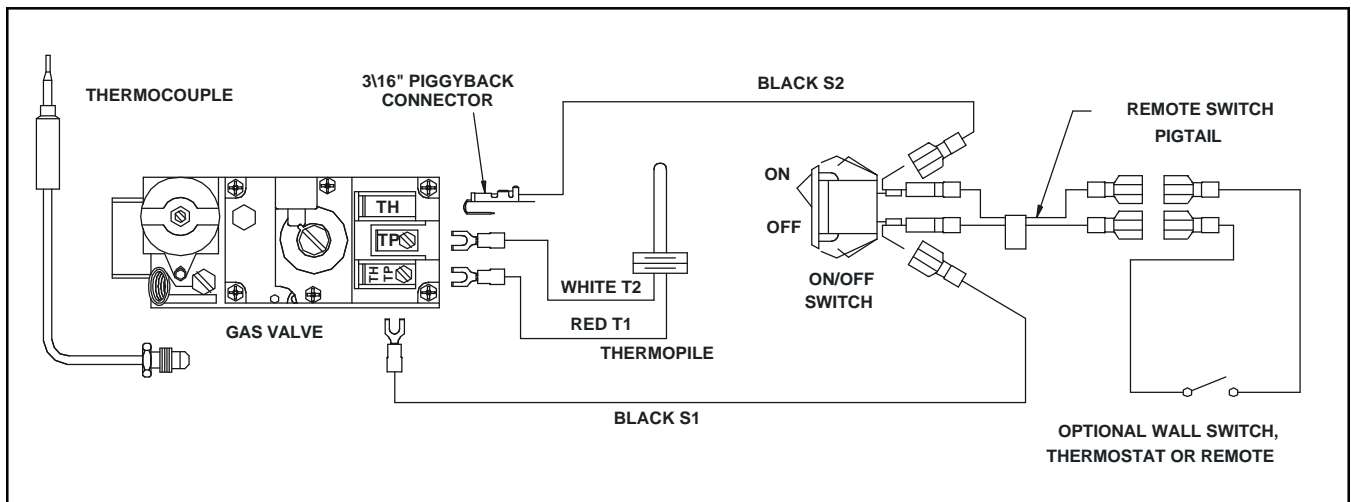 THERMOCOUPLE
3\16" PIGGYBACK
CONNECTOR
BLACK S2
REMOTE SWITCH
PIGTAIL
ON
OFF
ON/OFF
SWITCH
TH
TP
TH
TP
WHITE T2
RED T1
THERMOPILE
GAS VALVE
BLACK S1
OPTIONAL WALL SWITCH,
THERMOSTAT OR REMOTE